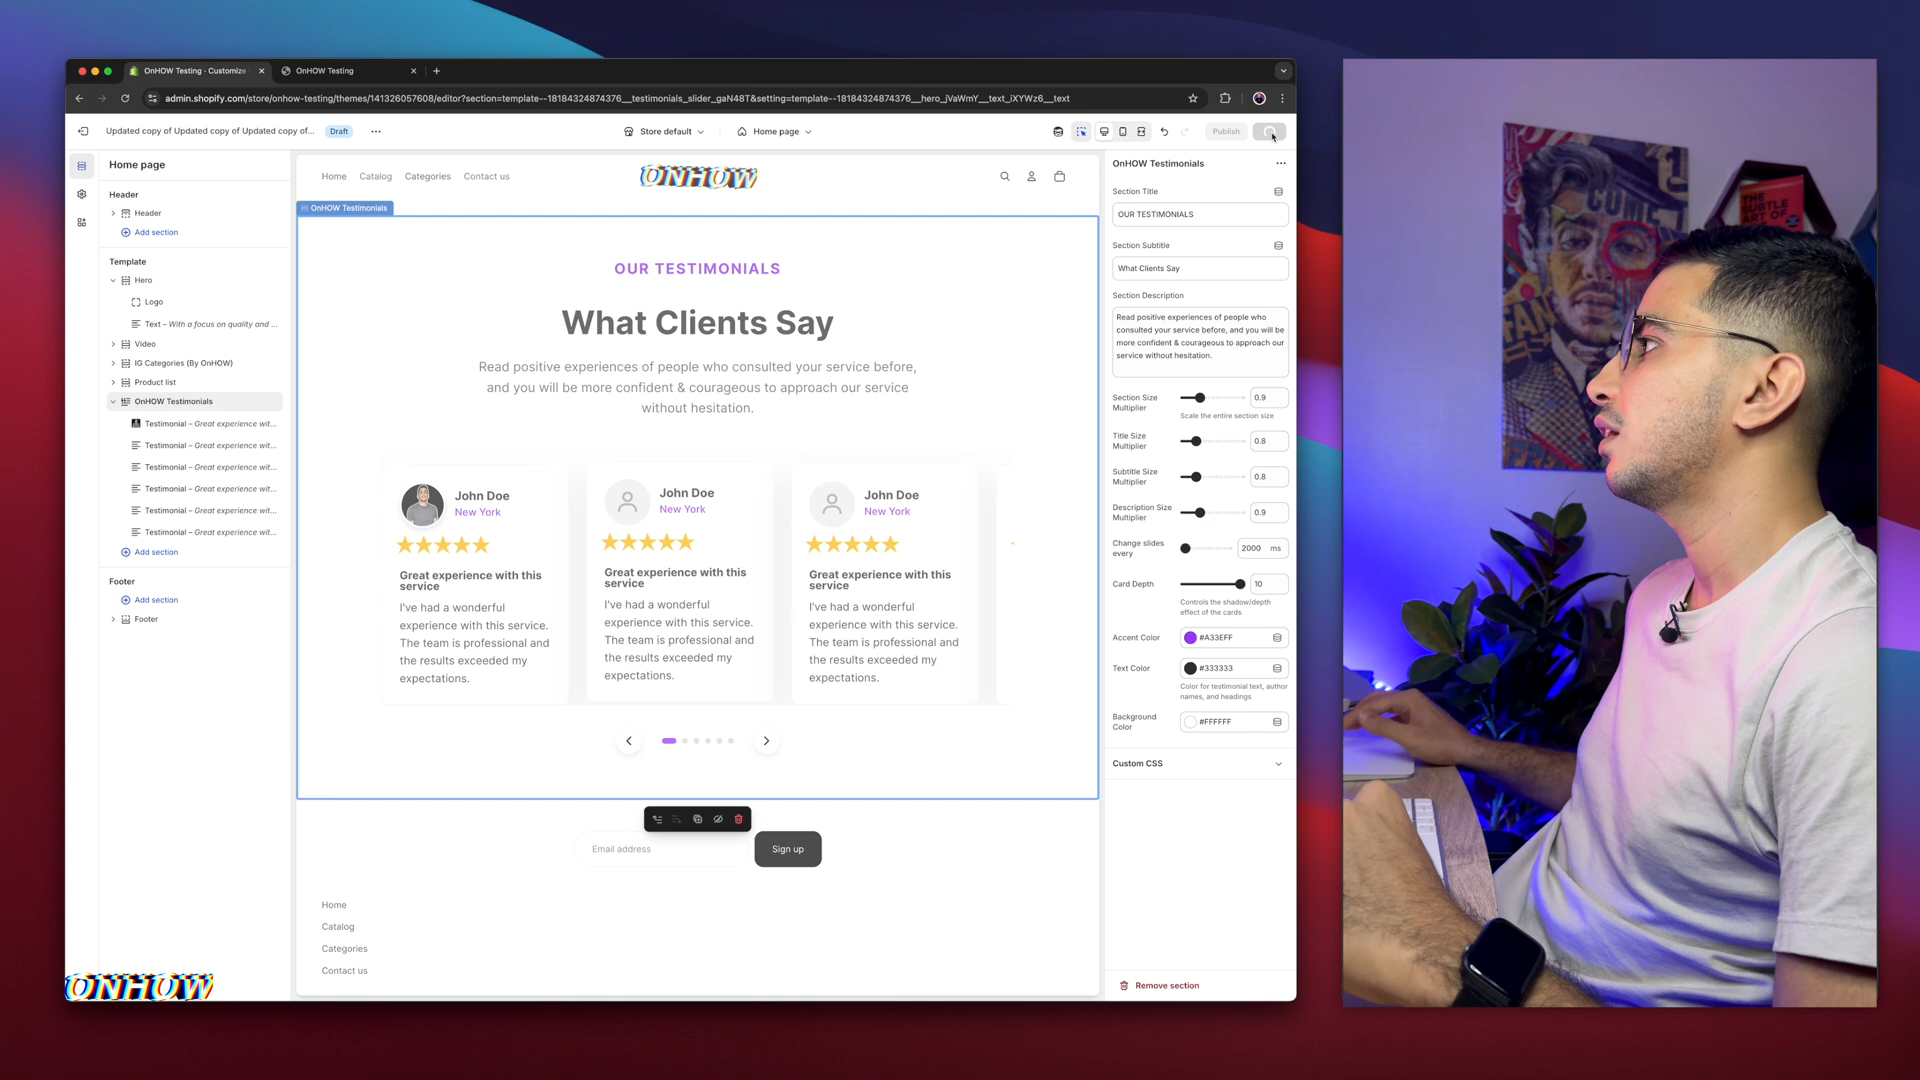 OnHOW Testing · Customize
OnHOW Testing
admin.shopify.com/store/onhow-testing/themes/141326057608/editor?section=template--18184324874376__testimonials_slider_gaN48T&setting=template--18184324874376__hero_jVaWmY__text_iXYWz6__text
Updated copy of Updated copy of Updated copy of...
Draft
Store default
Home page
Publish
Home page
Header
Header
Add section
Template
Hero
Logo
Text – With a focus on quality and ...
Video
IG Categories (By OnHOW)
Product list
OnHOW Testimonials
Testimonial – Great experience wit...
Testimonial – Great experience wit...
Testimonial – Great experience wit...
Testimonial – Great experience wit...
Testimonial – Great experience wit...
Testimonial – Great experience wit...
Add section
Footer
Add section
Footer
ONHOW
Home
Catalog
Categories
Contact us
ONHOW
OnHOW Testimonials
OUR TESTIMONIALS
What Clients Say
Read positive experiences of people who consulted your service before,
and you will be more confident & courageous to approach our service
without hesitation.
John Doe
New York
Great experience with this
service
I've had a wonderful
experience with this service.
The team is professional and
the results exceeded my
expectations.
John Doe
New York
Great experience with this
service
I've had a wonderful
experience with this service.
The team is professional and
the results exceeded my
expectations.
John Doe
New York
Great experience with this
service
I've had a wonderful
experience with this service.
The team is professional and
the results exceeded my
expectations.
Email address
Sign up
Home
Catalog
Categories
Contact us
OnHOW Testimonials
Section Title
OUR TESTIMONIALS
Section Subtitle
What Clients Say
Section Description
Read positive experiences of people who
consulted your service before, and you will be
more confident & courageous to approach our
service without hesitation.
Section Size
Multiplier
0.9
Scale the entire section size
Title Size
Multiplier
0.8
Subtitle Size
Multiplier
0.8
Description Size
Multiplier
0.9
Change slides
every
2000 ms
Card Depth
10
Controls the shadow/depth
effect of the cards
Accent Color
#A33EFF
Text Color
#333333
Color for testimonial text, author
names, and headings
Background
Color
#FFFFFF
Custom CSS
Remove section
THE
SUBTLE
ART OF